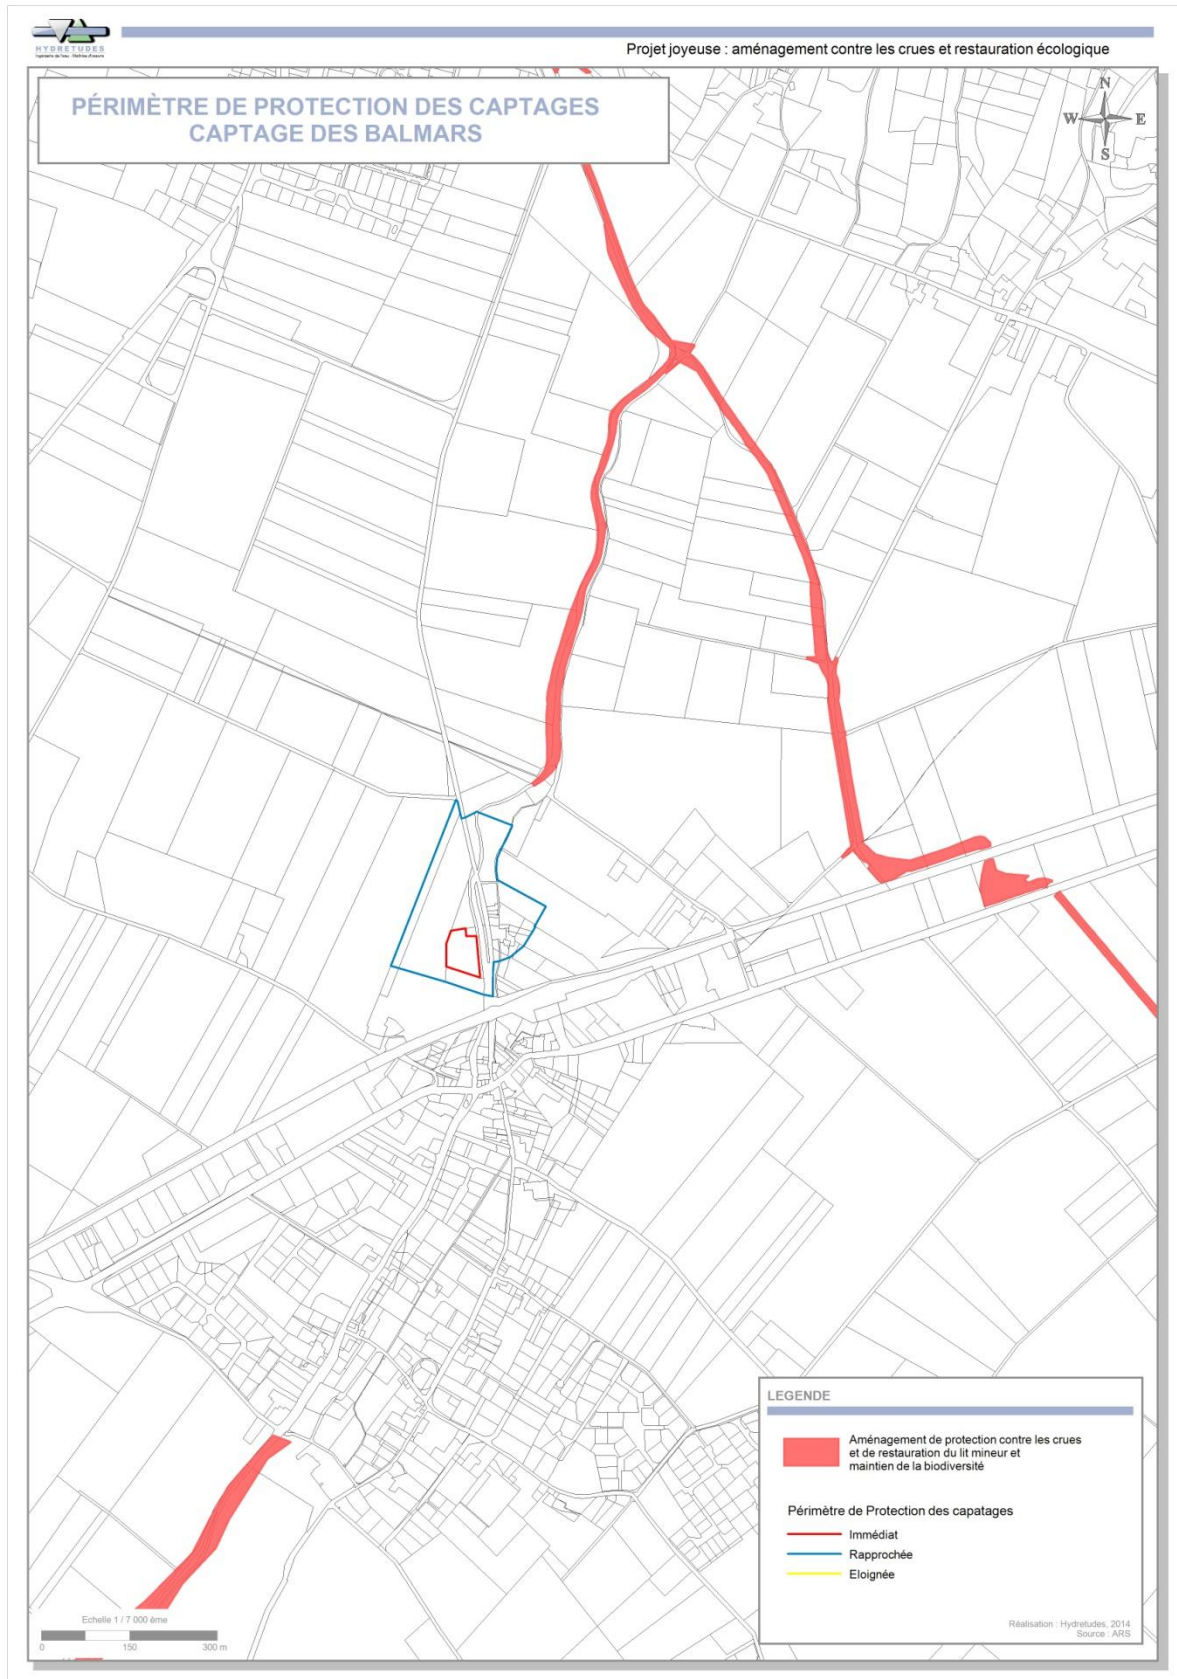 HYDRETUDES
Projet joyeuse : aménagement contre les crues et restauration écologique
PÉRIMÈTRE DE PROTECTION DES CAPTAGES
CAPTAGE DES BALMARS
N
W E
S
LEGENDE
Aménagement de protection contre les crues
et de restauration du lit mineur et
maintien de la biodiversité
Périmètre de Protection des capatages
Immédiat
Rapprochée
Eloignée
Réalisation : Hydretudes, 2014
Source : ARS
Echelle 1 / 7 000 ème
0 150 300 m